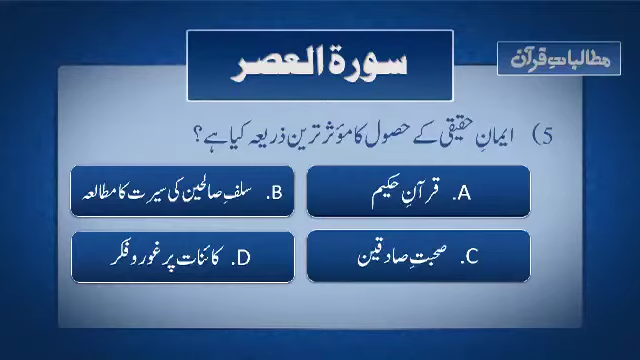 سورۃ العصر
مطالباتِ قرآن
5) ایمانِ حقیقی کے حصول کا مؤثر ترین ذریعہ کیا ہے؟
A. قرآنِ حکیم
B. سلف صالحین کی سیرت کا مطالعہ
C. صحبتِ صادقین
D. کائنات پر غور و فکر